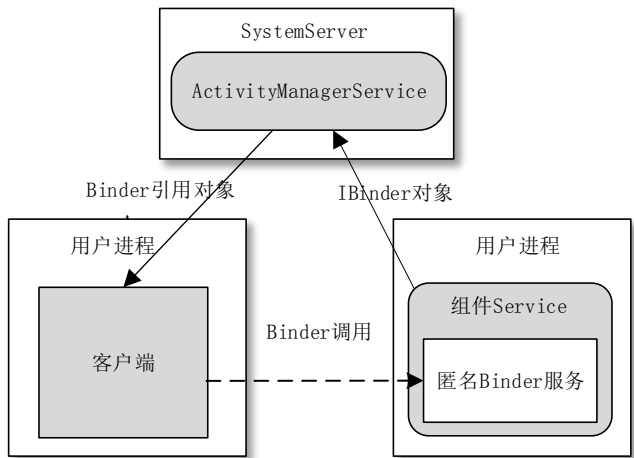 SystemServer
ActivityManagerService
Binder引用对象
IBinder对象
用户进程
用户进程
组件Service
Binder调用
客户端
匿名Binder服务